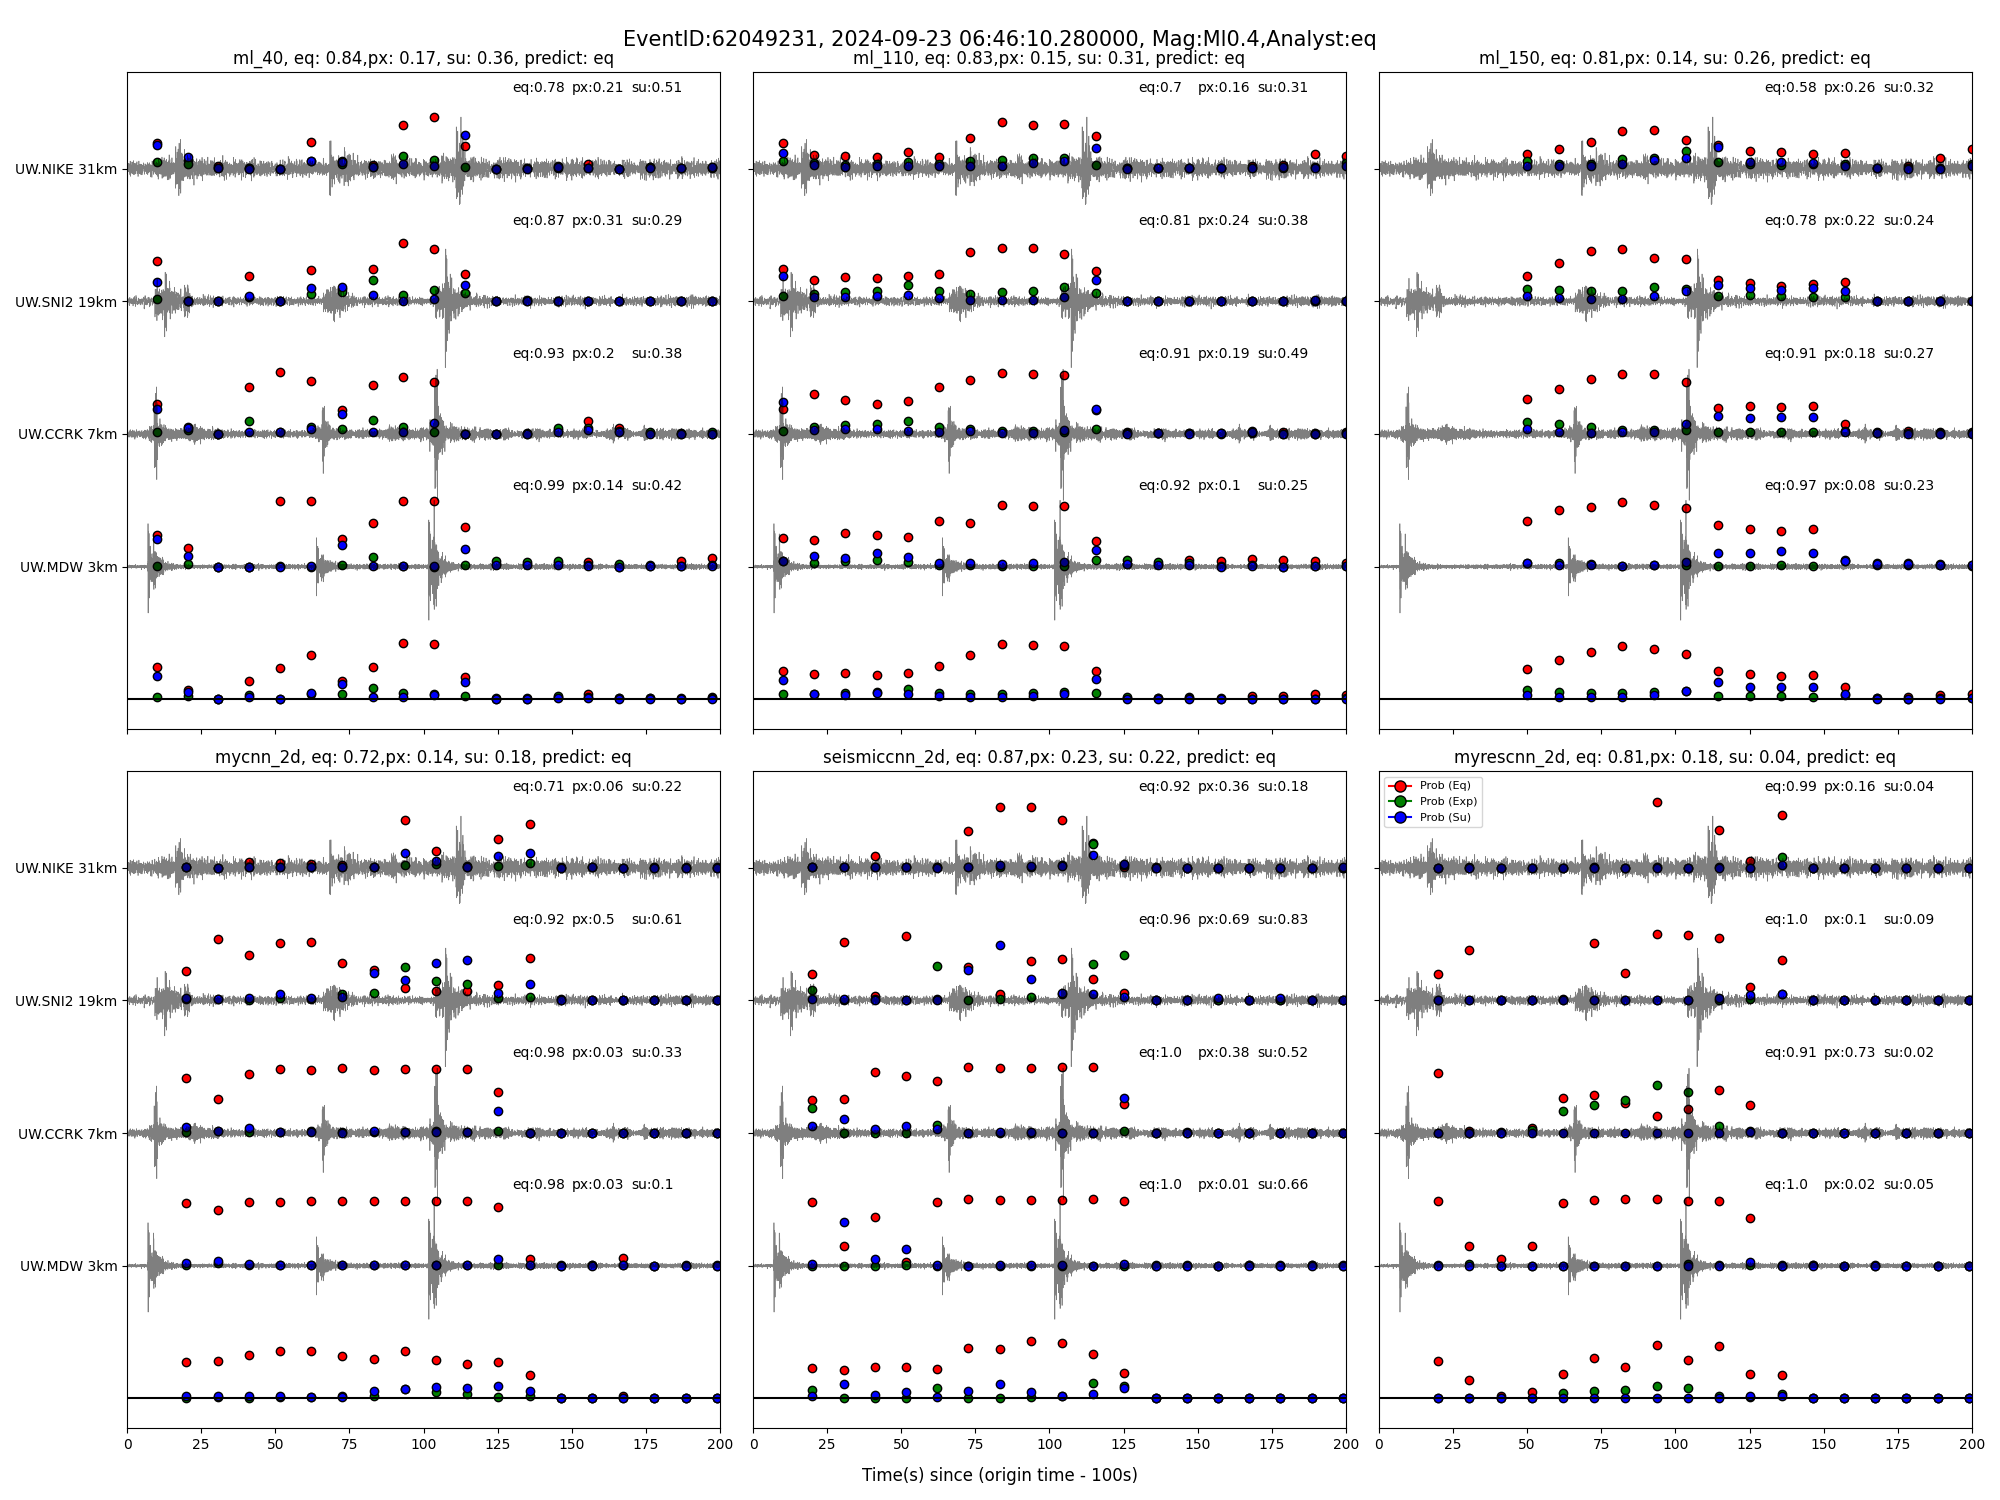 EventID:62049231, 2024-09-23 06:46:10.280000, Mag:Ml0.4,Analyst:eq
ml_40, eq: 0.84,px: 0.17, su: 0.36, predict: eq
eq:0.78 px:0.21 su:0.51
UW.NIKE 31km
eq:0.87 px:0.31 su:0.29
UW.SNI2 19km
eq:0.93 px:0.2 su:0.38
UW.CCRK 7km
eq:0.99 px:0.14 su:0.42
UW.MDW 3km
ml_110, eq: 0.83,px: 0.15, su: 0.31, predict: eq
eq:0.7 px:0.16 su:0.31
eq:0.81 px:0.24 su:0.38
eq:0.91 px:0.19 su:0.49
eq:0.92 px:0.1 su:0.25
ml_150, eq: 0.81,px: 0.14, su: 0.26, predict: eq
eq:0.58 px:0.26 su:0.32
eq:0.78 px:0.22 su:0.24
eq:0.91 px:0.18 su:0.27
eq:0.97 px:0.08 su:0.23
mycnn_2d, eq: 0.72,px: 0.14, su: 0.18, predict: eq
eq:0.71 px:0.06 su:0.22
UW.NIKE 31km
eq:0.92 px:0.5 su:0.61
UW.SNI2 19km
eq:0.98 px:0.03 su:0.33
UW.CCRK 7km
eq:0.98 px:0.03 su:0.1
UW.MDW 3km
0 25 50 75 100 125 150 175 200
seismiccnn_2d, eq: 0.87,px: 0.23, su: 0.22, predict: eq
eq:0.92 px:0.36 su:0.18
eq:0.96 px:0.69 su:0.83
eq:1.0 px:0.38 su:0.52
eq:1.0 px:0.01 su:0.66
0 25 50 75 100 125 150 175 200
myrescnn_2d, eq: 0.81,px: 0.18, su: 0.04, predict: eq
Prob (Eq)
Prob (Exp)
Prob (Su)
eq:0.99 px:0.16 su:0.04
eq:1.0 px:0.1 su:0.09
eq:0.91 px:0.73 su:0.02
eq:1.0 px:0.02 su:0.05
0 25 50 75 100 125 150 175 200
Time(s) since (origin time - 100s)